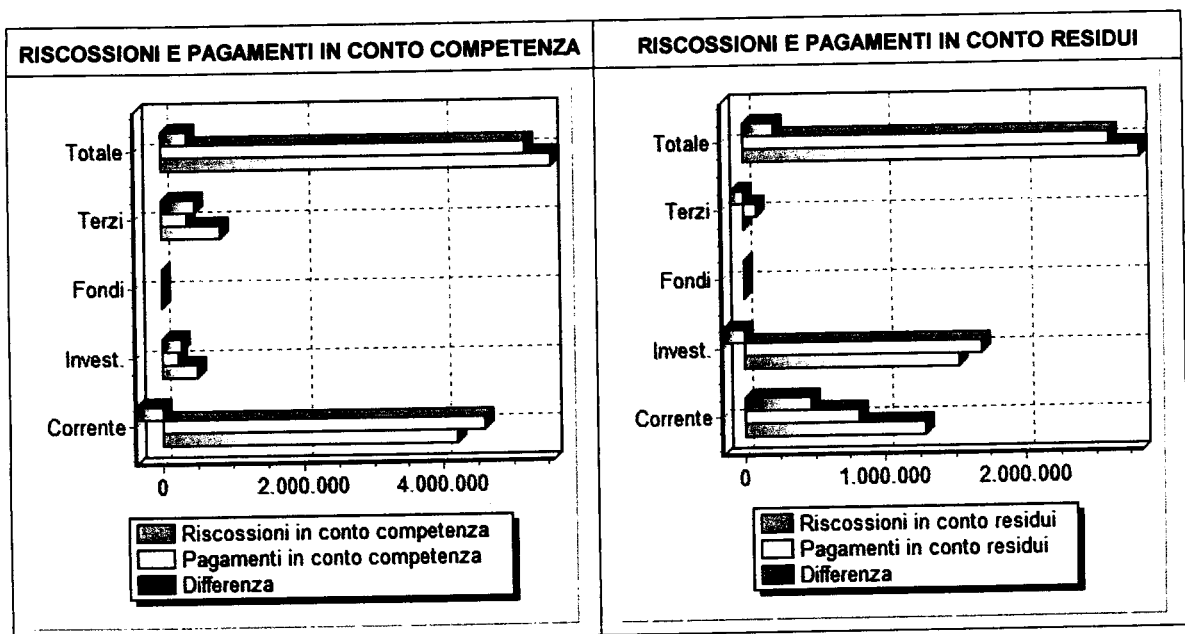 RISCOSSIONI E PAGAMENTI IN CONTO COMPETENZA
Totale
Terzi
Fondi
Invest.
Corrente
0 2.000.000 4.000.000
Riscossioni in conto competenza
Pagamenti in conto competenza
Differenza
RISCOSSIONI E PAGAMENTI IN CONTO RESIDUI
Totale
Terzi
Fondi
Invest.
Corrente
0 1.000.000 2.000.000
Riscossioni in conto residui
Pagamenti in conto residui
Differenza